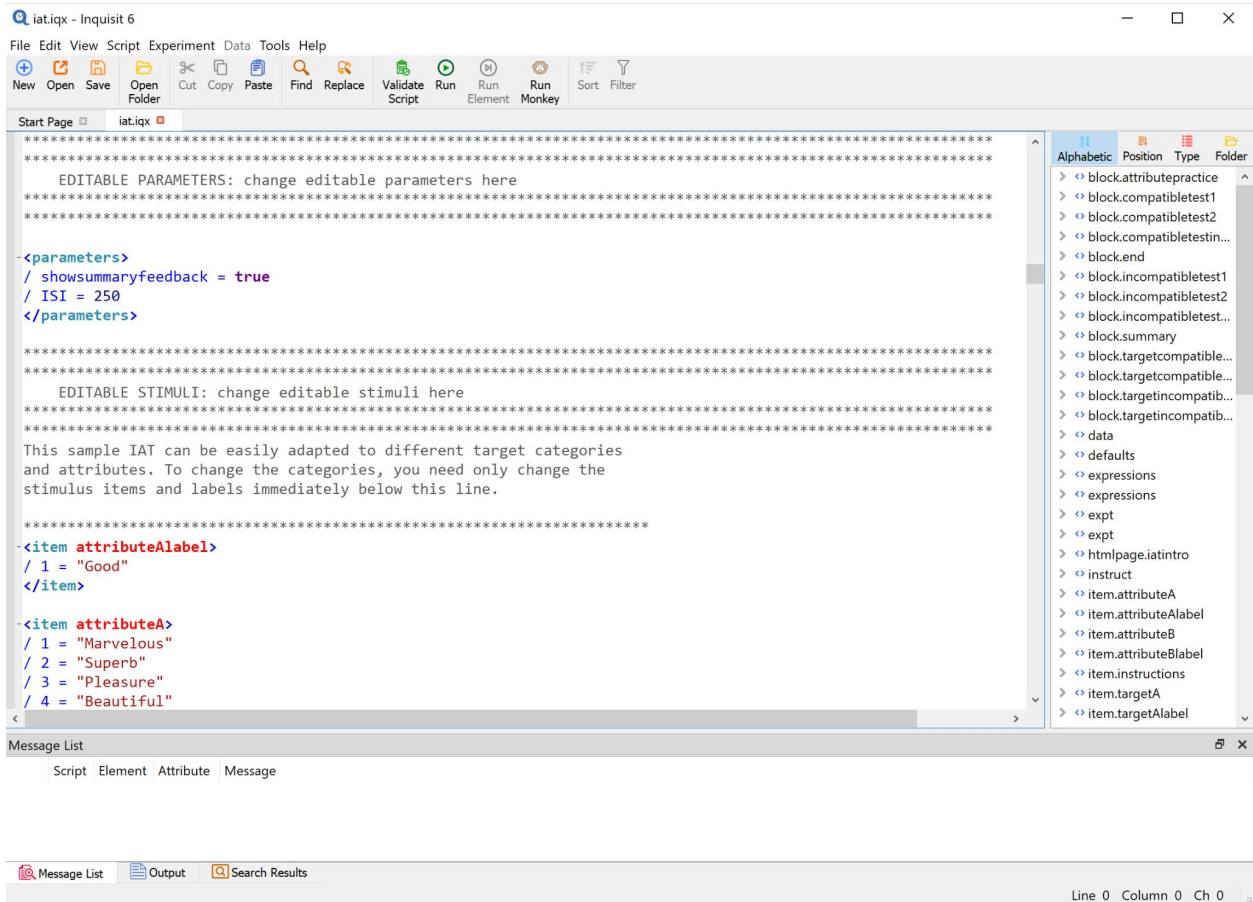 iat.iqx - Inquisit 6
File Edit View Script Experiment Data Tools Help
New Open Save Open Folder Cut Copy Paste Find Replace Validate Script Run Run Element Run Monkey Sort Filter
Start Page iat.iqx
**************************************************************************************************************
**************************************************************************************************************
EDITABLE PARAMETERS: change editable parameters here
**************************************************************************************************************
**************************************************************************************************************
<parameters>
/ showsummaryfeedback = true
/ ISI = 250
</parameters>
**************************************************************************************************************
**************************************************************************************************************
EDITABLE STIMULI: change editable stimuli here
**************************************************************************************************************
**************************************************************************************************************
This sample IAT can be easily adapted to different target categories
and attributes. To change the categories, you need only change the
stimulus items and labels immediately below this line.
***********************************************************************
<item attributeAlabel>
/ 1 = "Good"
</item>
<item attributeA>
/ 1 = "Marvelous"
/ 2 = "Superb"
/ 3 = "Pleasure"
/ 4 = "Beautiful"
Alphabetic Position Type Folder
block.attributepractice
block.compatibletest1
block.compatibletest2
block.compatibletestin...
block.end
block.incompatibletest1
block.incompatibletest2
block.incompatibletest...
block.summary
block.targetcompatible...
block.targetcompatible...
block.targetincompatib...
block.targetincompatib...
data
defaults
expressions
expressions
expt
expt
htmlpage.iatintro
instruct
item.attributeA
item.attributeAlabel
item.attributeB
item.attributeBlabel
item.instructions
item.targetA
item.targetAlabel
Message List
Script Element Attribute Message
Message List Output Search Results
Line 0 Column 0 Ch 0